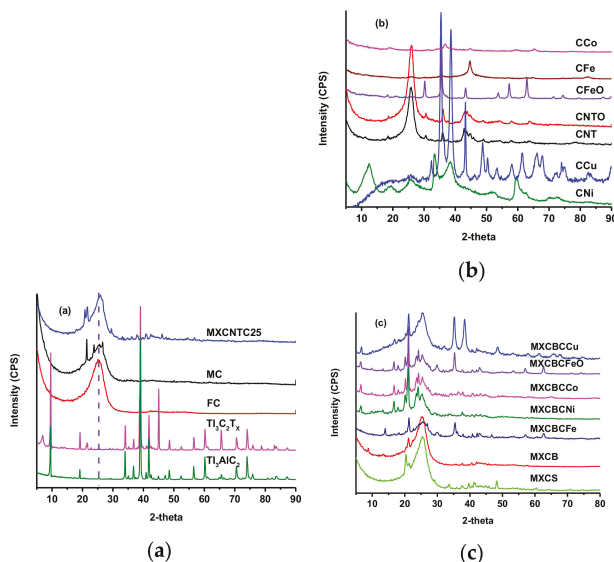 (b)
CCo
CFe
CFeO
CNTO
CNT
CCu
CNi
Intensity (CPS)
10 20 30 40 50 60 70 80 90
2-theta
(b)
(a)
MXCNTC25
MC
FC
TI3C2TX
TI3AlC2
Intensity (CPS)
10 20 30 40 50 60 70 80 90
2-theta
(a)
(c)
MXCBCCu
MXCBCFeO
MXCBCCo
MXCBCNi
MXCBCFe
MXCB
MXCS
Intensity (CPS)
10 20 30 40 50 60 70 80
2-theta
(c)